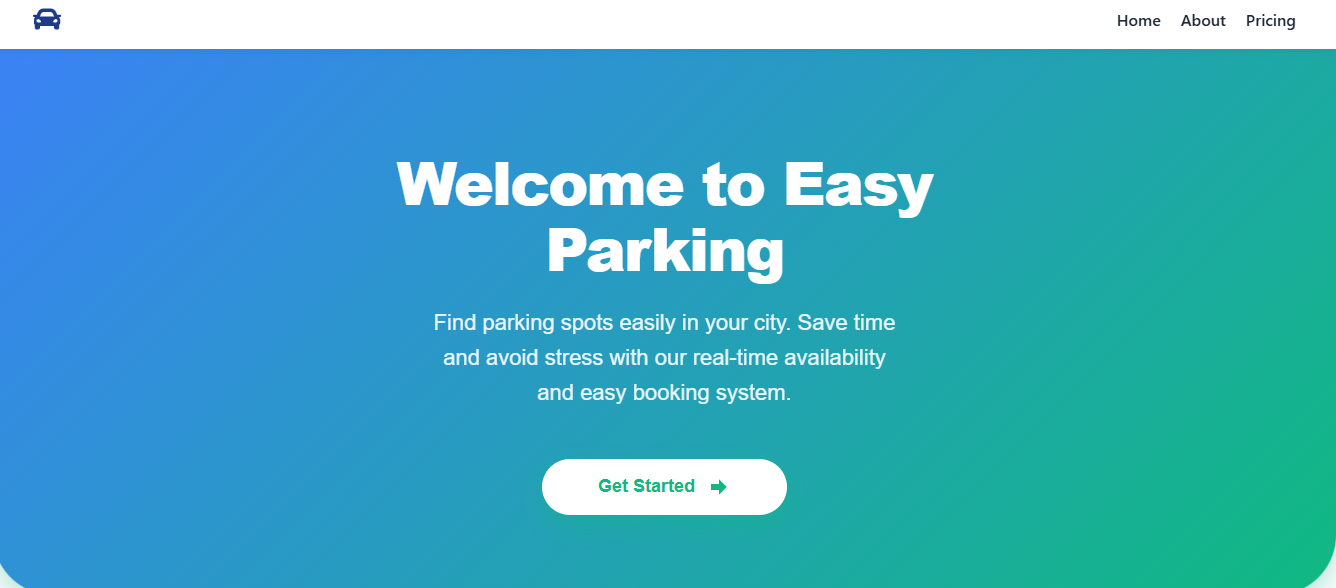 Home About Pricing
Welcome to Easy
Parking
Find parking spots easily in your city. Save time
and avoid stress with our real-time availability
and easy booking system.
Get Started